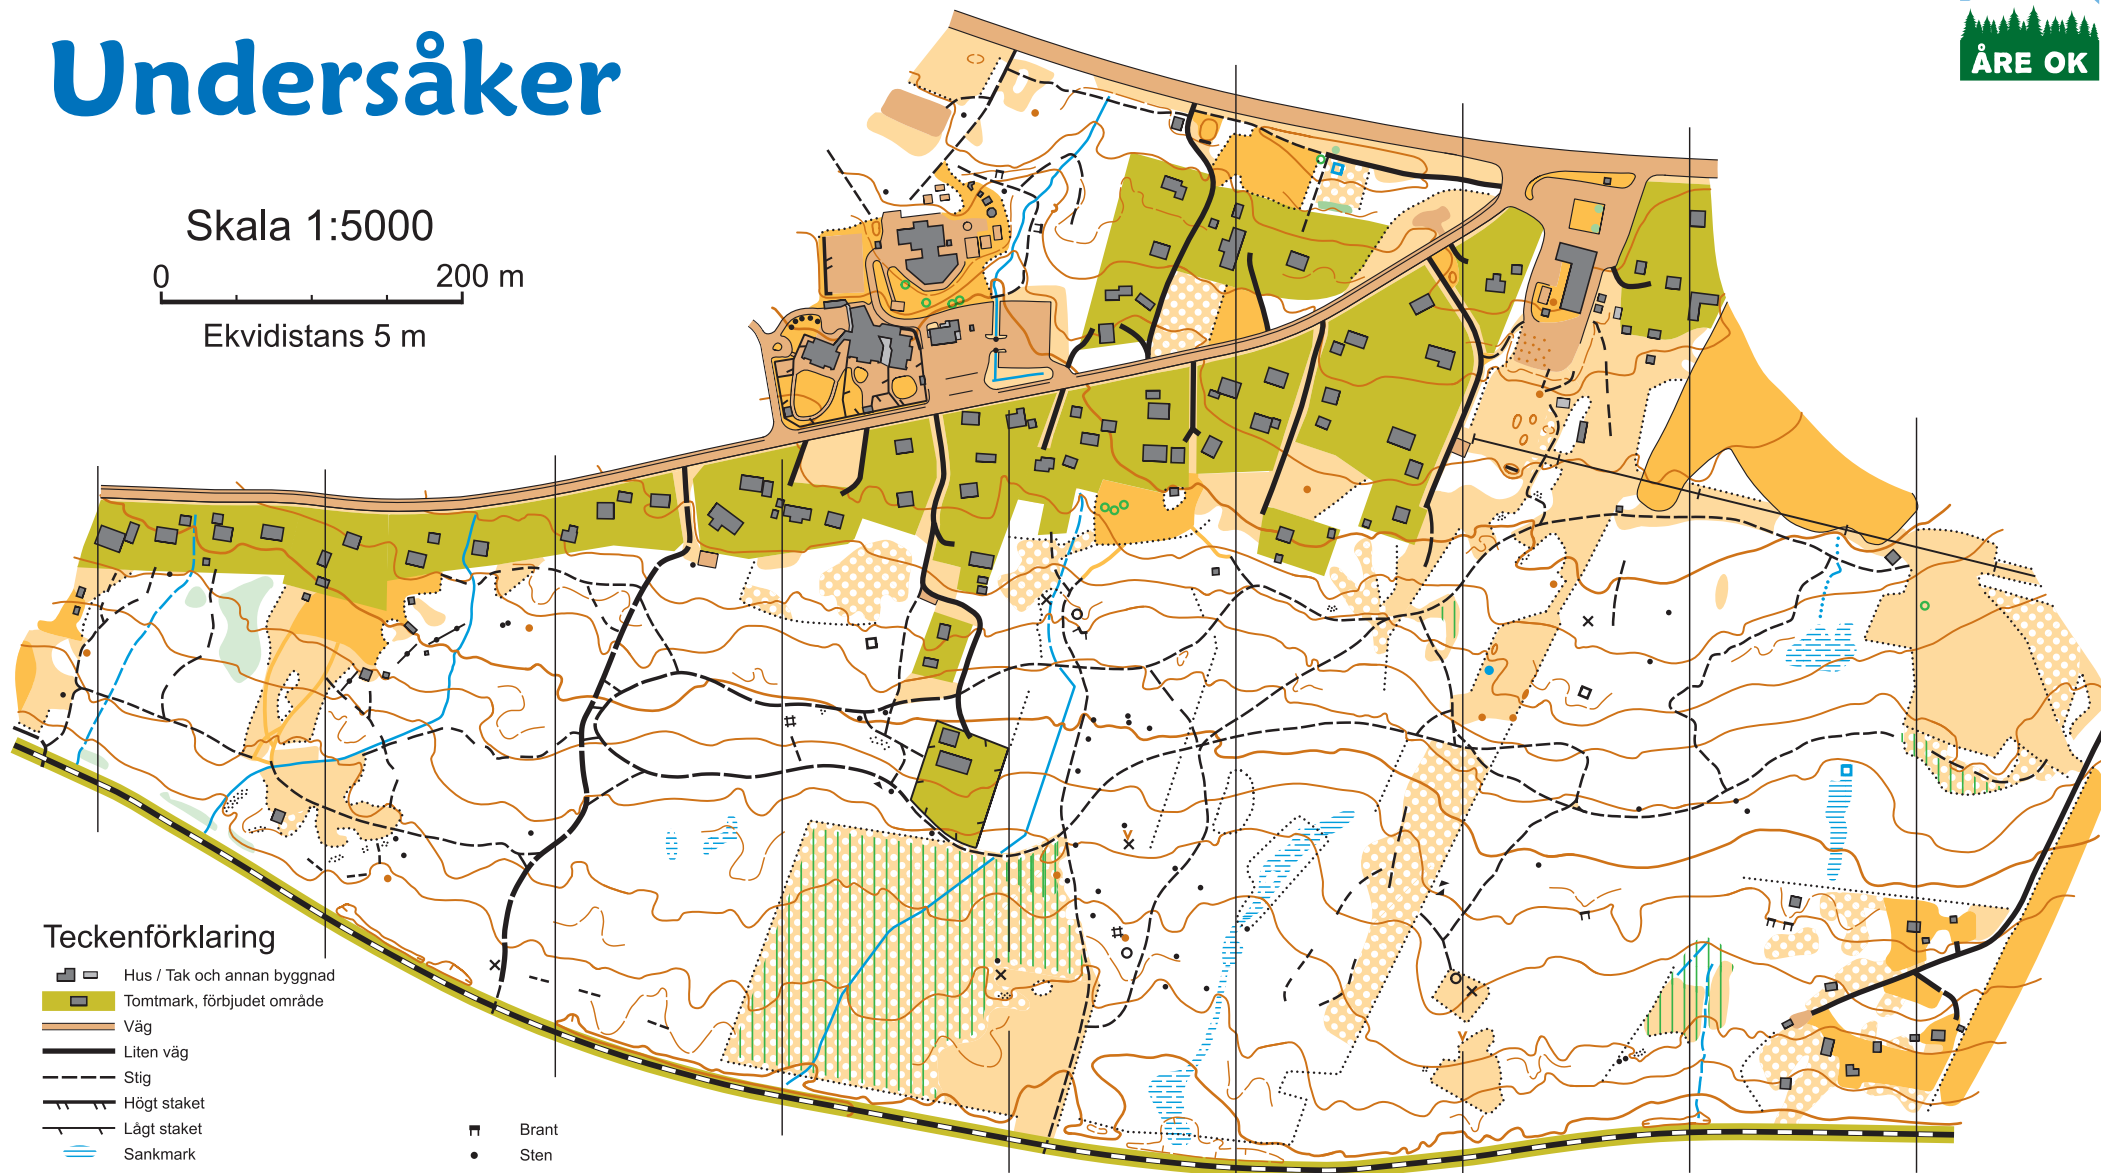 Undersåker
ÅRE OK
Skala 1:5000
0 200 m
Ekvidistans 5 m
Teckenförklaring
Hus / Tak och annan byggnad
Tomtmark, förbjudet område
Väg
Liten väg
Stig
Högt staket
Lågt staket
Sankmark
Brant
Sten